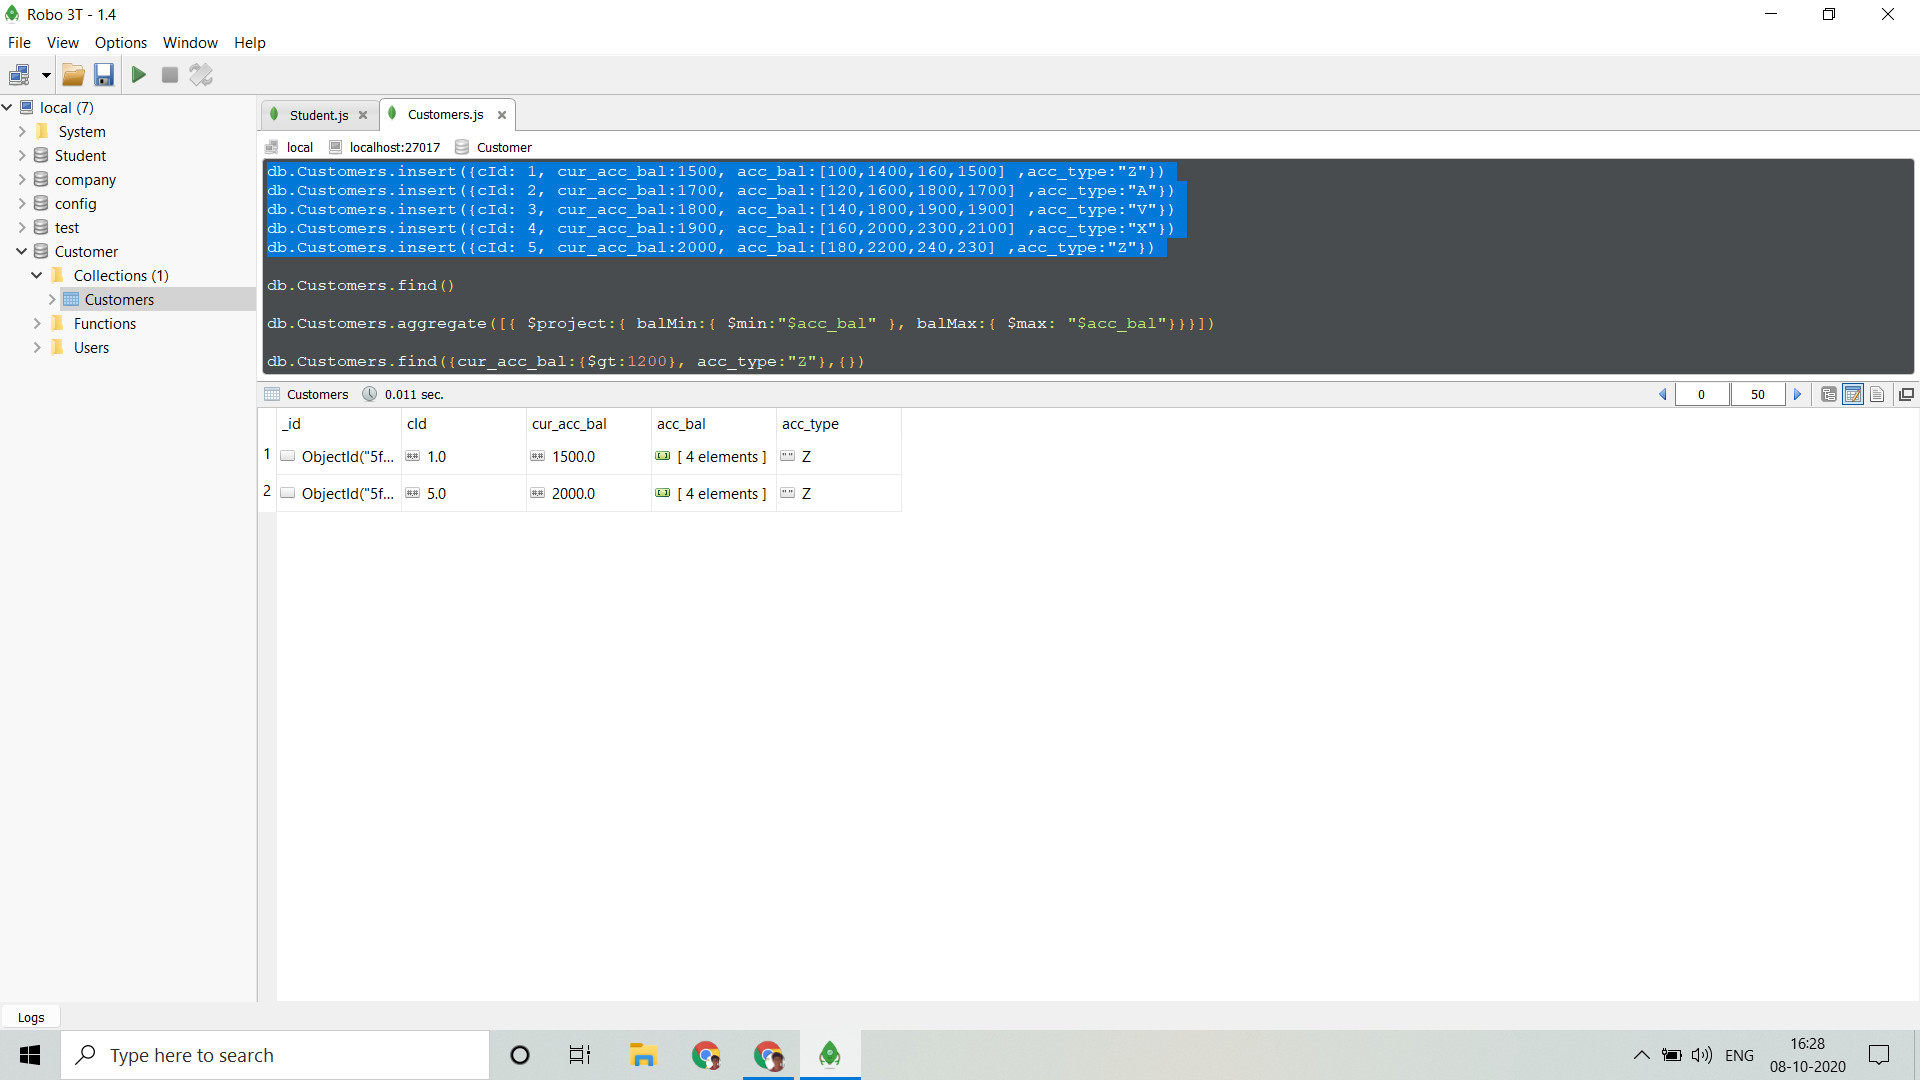 Robo 3T - 1.4
File View Options Window Help
local (7)
System
Student
company
config
test
Customer
Collections (1)
Customers
Functions
Users
Student.js
Customers.js
local localhost:27017 Customer
db.Customers.insert({cId: 1, cur_acc_bal:1500, acc_bal:[100,1400,160,1500] ,acc_type:"Z"})
db.Customers.insert({cId: 2, cur_acc_bal:1700, acc_bal:[120,1600,1800,1700] ,acc_type:"A"})
db.Customers.insert({cId: 3, cur_acc_bal:1800, acc_bal:[140,1800,1900,1900] ,acc_type:"V"})
db.Customers.insert({cId: 4, cur_acc_bal:1900, acc_bal:[160,2000,2300,2100] ,acc_type:"X"})
db.Customers.insert({cId: 5, cur_acc_bal:2000, acc_bal:[180,2200,240,230] ,acc_type:"Z"})
db.Customers.find()
db.Customers.aggregate([{ $project:{ balMin:{ $min:"$acc_bal" }, balMax:{ $max: "$acc_bal"}}}])
db.Customers.find({cur_acc_bal:{$gt:1200}, acc_type:"Z"},{})
Customers 0.011 sec. 0 50
_id cId cur_acc_bal acc_bal acc_type
1 ObjectId("5f... 1.0 1500.0 [ 4 elements ] Z
2 ObjectId("5f... 5.0 2000.0 [ 4 elements ] Z
Logs
Type here to search
ENG
16:28
08-10-2020